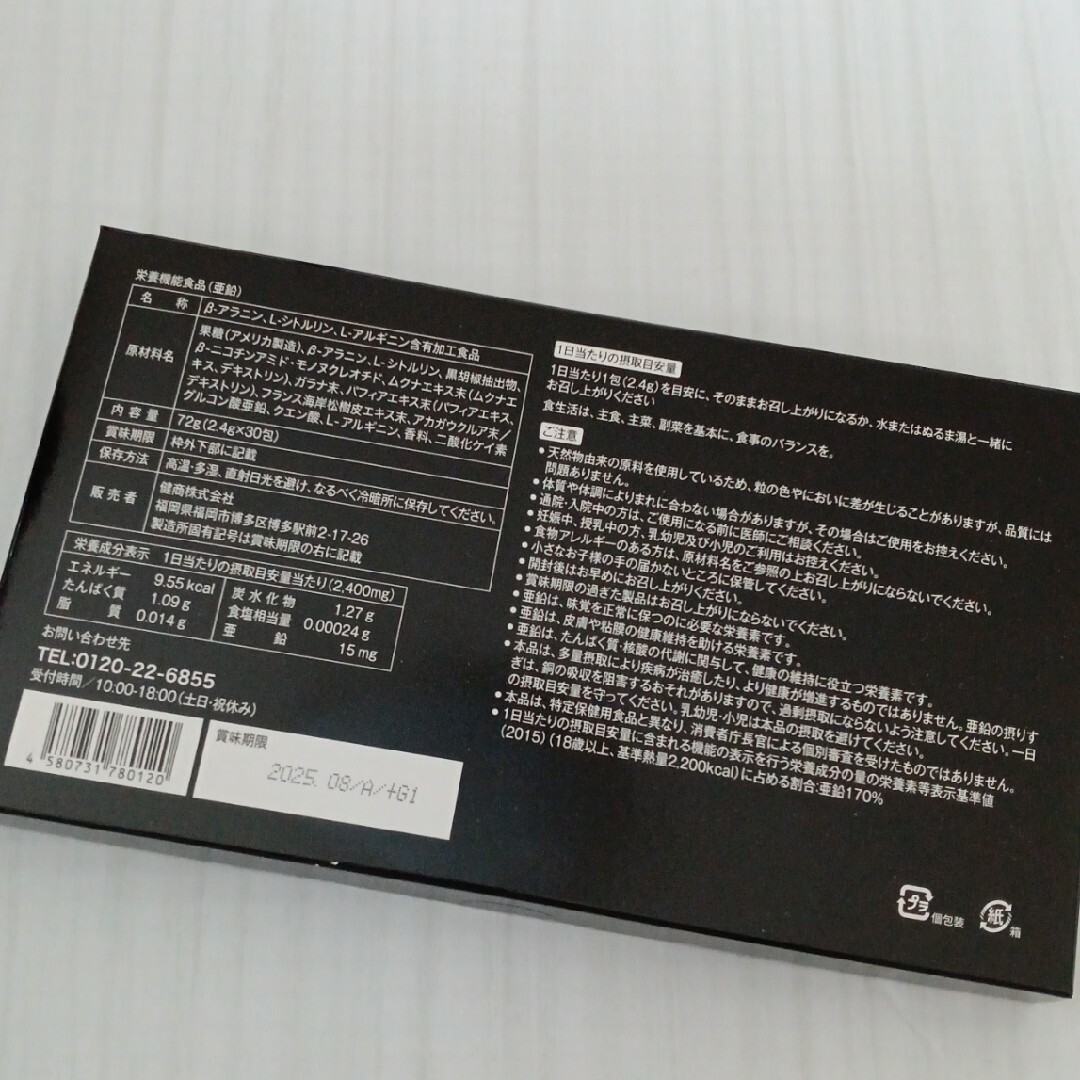 栄養機能食品(亜鉛)
名 称 β-アラニン、L-シトルリン、L-アルギニン含有加工食品
原材料名 果糖(アメリカ製造)、β-アラニン、L-シトルリン、黒胡椒抽出物、
β-ニコチンアミド・モノヌクレオチド、ムクナエキス末(ムクナエ
キス、デキストリン)、ガラナ末、パフィアエキス末(パフィアエキス、
デキストリン)、フランス海岸松樹皮エキス末、アカガウクルア末/
グルコン酸亜鉛、クエン酸、L-アルギニン、香料、二酸化ケイ素
内 容 量 72g(2.4g×30包)
賞味期限 枠外下部に記載
保存方法 高温・多湿、直射日光を避け、なるべく冷暗所に保存してください。
販 売 者 健商株式会社
福岡県福岡市博多区博多駅前2-17-26
製造所固有記号は賞味期限の右に記載
栄養成分表示 1日当たりの摂取目安量当たり(2,400mg)
エネルギー 9.55kcal 炭水化物 1.27g
たんぱく質 1.09g 食塩相当量 0.00024g
脂 質 0.014g 亜 鉛 15mg
お問い合わせ先
TEL:0120-22-6855
受付時間/10:00-18:00(土日・祝休み)
4 580731 780120
賞味期限
2025. 08/A/+G1
1日当たりの摂取目安量
1日当たり1包(2.4g)を目安に、そのままお召し上がりになるか、水またはぬるま湯と一緒に
お召し上がりください
食生活は、主食、主菜、副菜を基本に、食事のバランスを。
ご注意
•天然物由来の原料を使用しているため、粒の色やにおいに差が生じることがありますが、品質には
問題ありません。
•体質や体調によりまれに合わない場合がありますが、その場合はご使用をお控えください。
•通院・入院中の方は、ご使用になる前に医師にご相談ください。
•妊娠中、授乳中の方、乳幼児及び小児のご利用はお控えください。
•食物アレルギーのある方は、原材料名をご参照の上お召し上がりにならないでください。
•小さなお子様の手の届かないところに保管してください。
•開封後はお早めにお召し上がりください。
•賞味期限の過ぎた製品はお召し上がりにならないでください。
•亜鉛は、味覚を正常に保つのに必要な栄養素です。
•亜鉛は、皮膚や粘膜の健康維持を助ける栄養素です。
•亜鉛は、たんぱく質・核酸の代謝に関与して、健康の維持に役立つ栄養素です。
•本品は、多量摂取により疾病が治癒したり、より健康が増進するものではありません。亜鉛の摂りす
ぎは、銅の吸収を阻害するおそれがありますので、過剰摂取にならないよう注意してください。一日
の摂取目安量を守ってください。乳幼児・小児は本品の摂取を避けてください。
•本品は、特定保健用食品と異なり、消費者庁長官による個別審査を受けたものではありません。
•1日当たりの摂取目安量に含まれる機能の表示を行う栄養成分の量の栄養素等表示基準値
(2015)(18歳以上、基準熱量2,200kcal)に占める割合:亜鉛170%
プラ
個包装
紙
箱